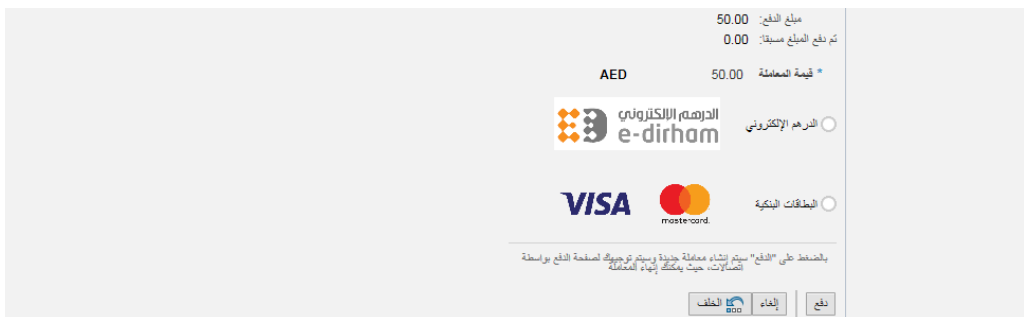 مبلغ الدفع: 50.00
تم دفع المبلغ مسبقا: 0.00
* قيمة المعاملة 50.00 AED
الدرهم الإلكتروني
الدرهم الإلكتروني
e-dirham
البطاقات البنكية
mastercard.
VISA
بالضغط على "الدفع" سيتم إنشاء معاملة جديدة وسيتم توجيهك لصفحة الدفع بواسطة
اتصالات، حيث يمكنك إنهاء المعاملة
دفع إلغاء الخلف